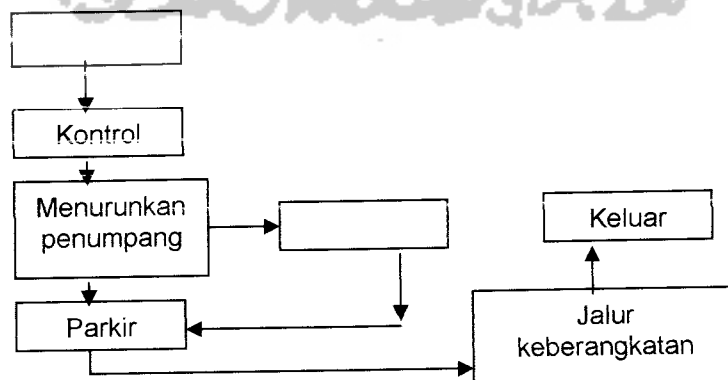 Kontrol
Menurunkan
penumpang
Keluar
Parkir
Jalur
keberangkatan